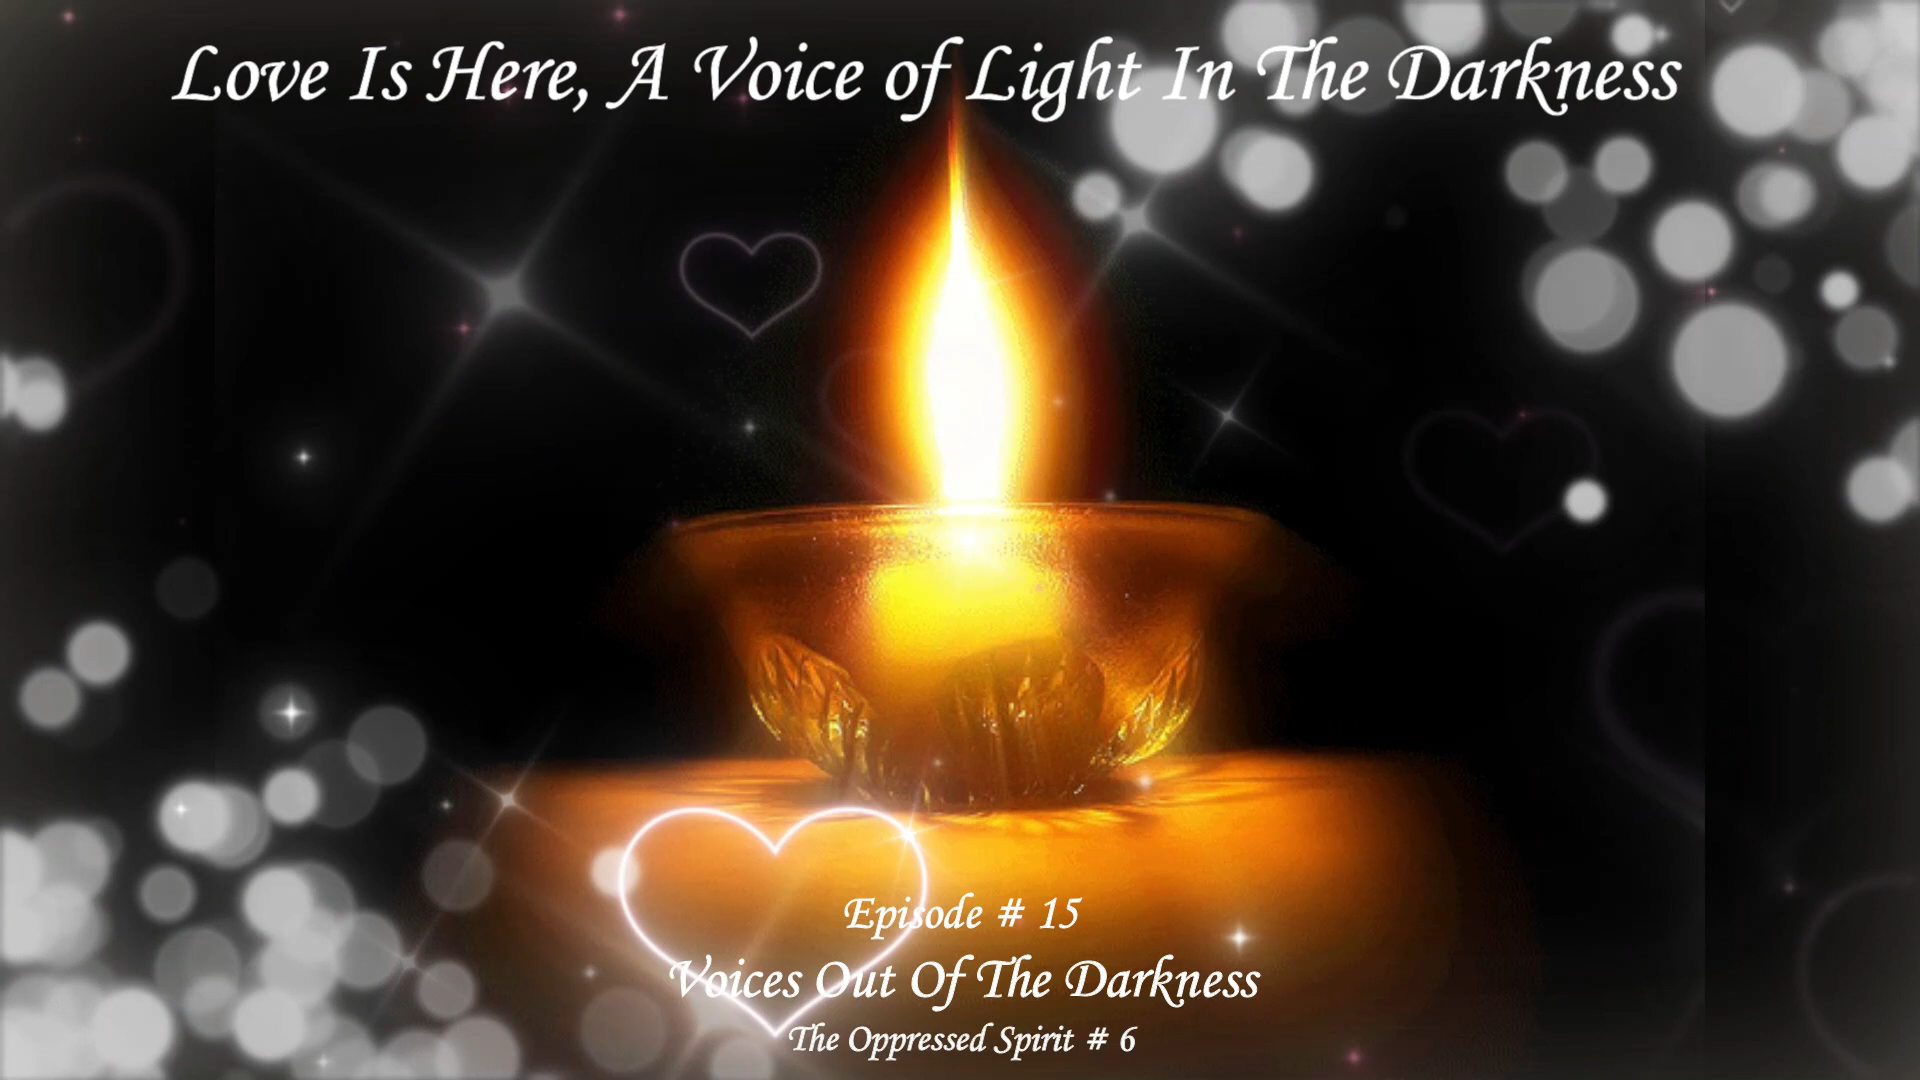 Love Is Here, A Voice of Light In The Darkness
Episode # 15
Voices Out Of The Darkness
The Oppressed Spirit # 6